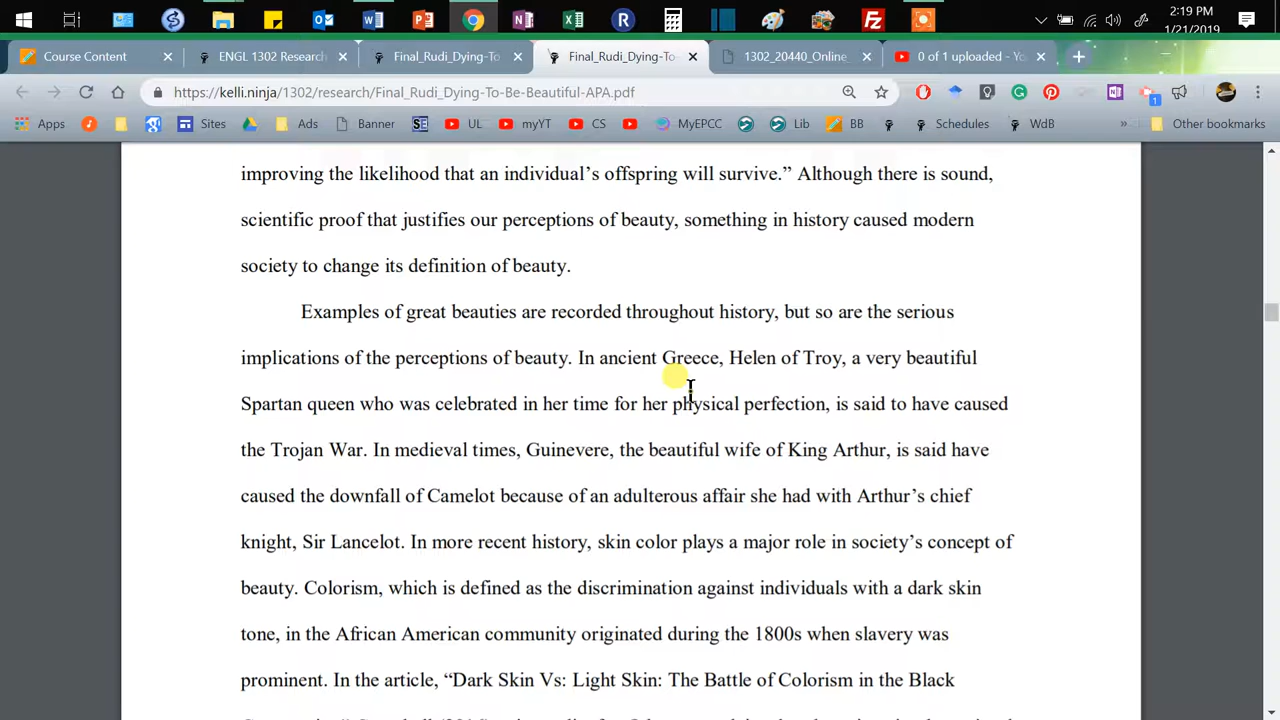 2:19 PM
1/21/2019
Course Content
ENGL 1302 Research
Final_Rudi_Dying-To-
Final_Rudi_Dying-To-
1302_20440_Online
0 of 1 uploaded - Yo
https://kelli.ninja/1302/research/Final_Rudi_Dying-To-Be-Beautiful-APA.pdf
Apps
Sites
Ads
Banner
UL
myYT
CS
MyEPCC
Lib
BB
Schedules
WdB
»
Other bookmarks
improving the likelihood that an individual’s offspring will survive.” Although there is sound,
scientific proof that justifies our perceptions of beauty, something in history caused modern
society to change its definition of beauty.
Examples of great beauties are recorded throughout history, but so are the serious
implications of the perceptions of beauty. In ancient Greece, Helen of Troy, a very beautiful
Spartan queen who was celebrated in her time for her physical perfection, is said to have caused
the Trojan War. In medieval times, Guinevere, the beautiful wife of King Arthur, is said have
caused the downfall of Camelot because of an adulterous affair she had with Arthur’s chief
knight, Sir Lancelot. In more recent history, skin color plays a major role in society’s concept of
beauty. Colorism, which is defined as the discrimination against individuals with a dark skin
tone, in the African American community originated during the 1800s when slavery was
prominent. In the article, “Dark Skin Vs: Light Skin: The Battle of Colorism in the Black